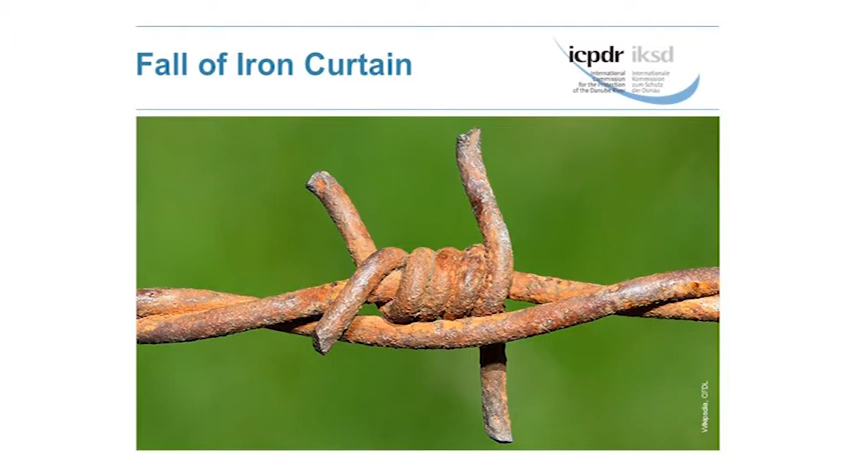 Fall of Iron Curtain
icpdr iksd
International Internationale
Commission Kommission
for the Protection zum Schutz
of the Danube River der Donau
Wikipedia, GFDL